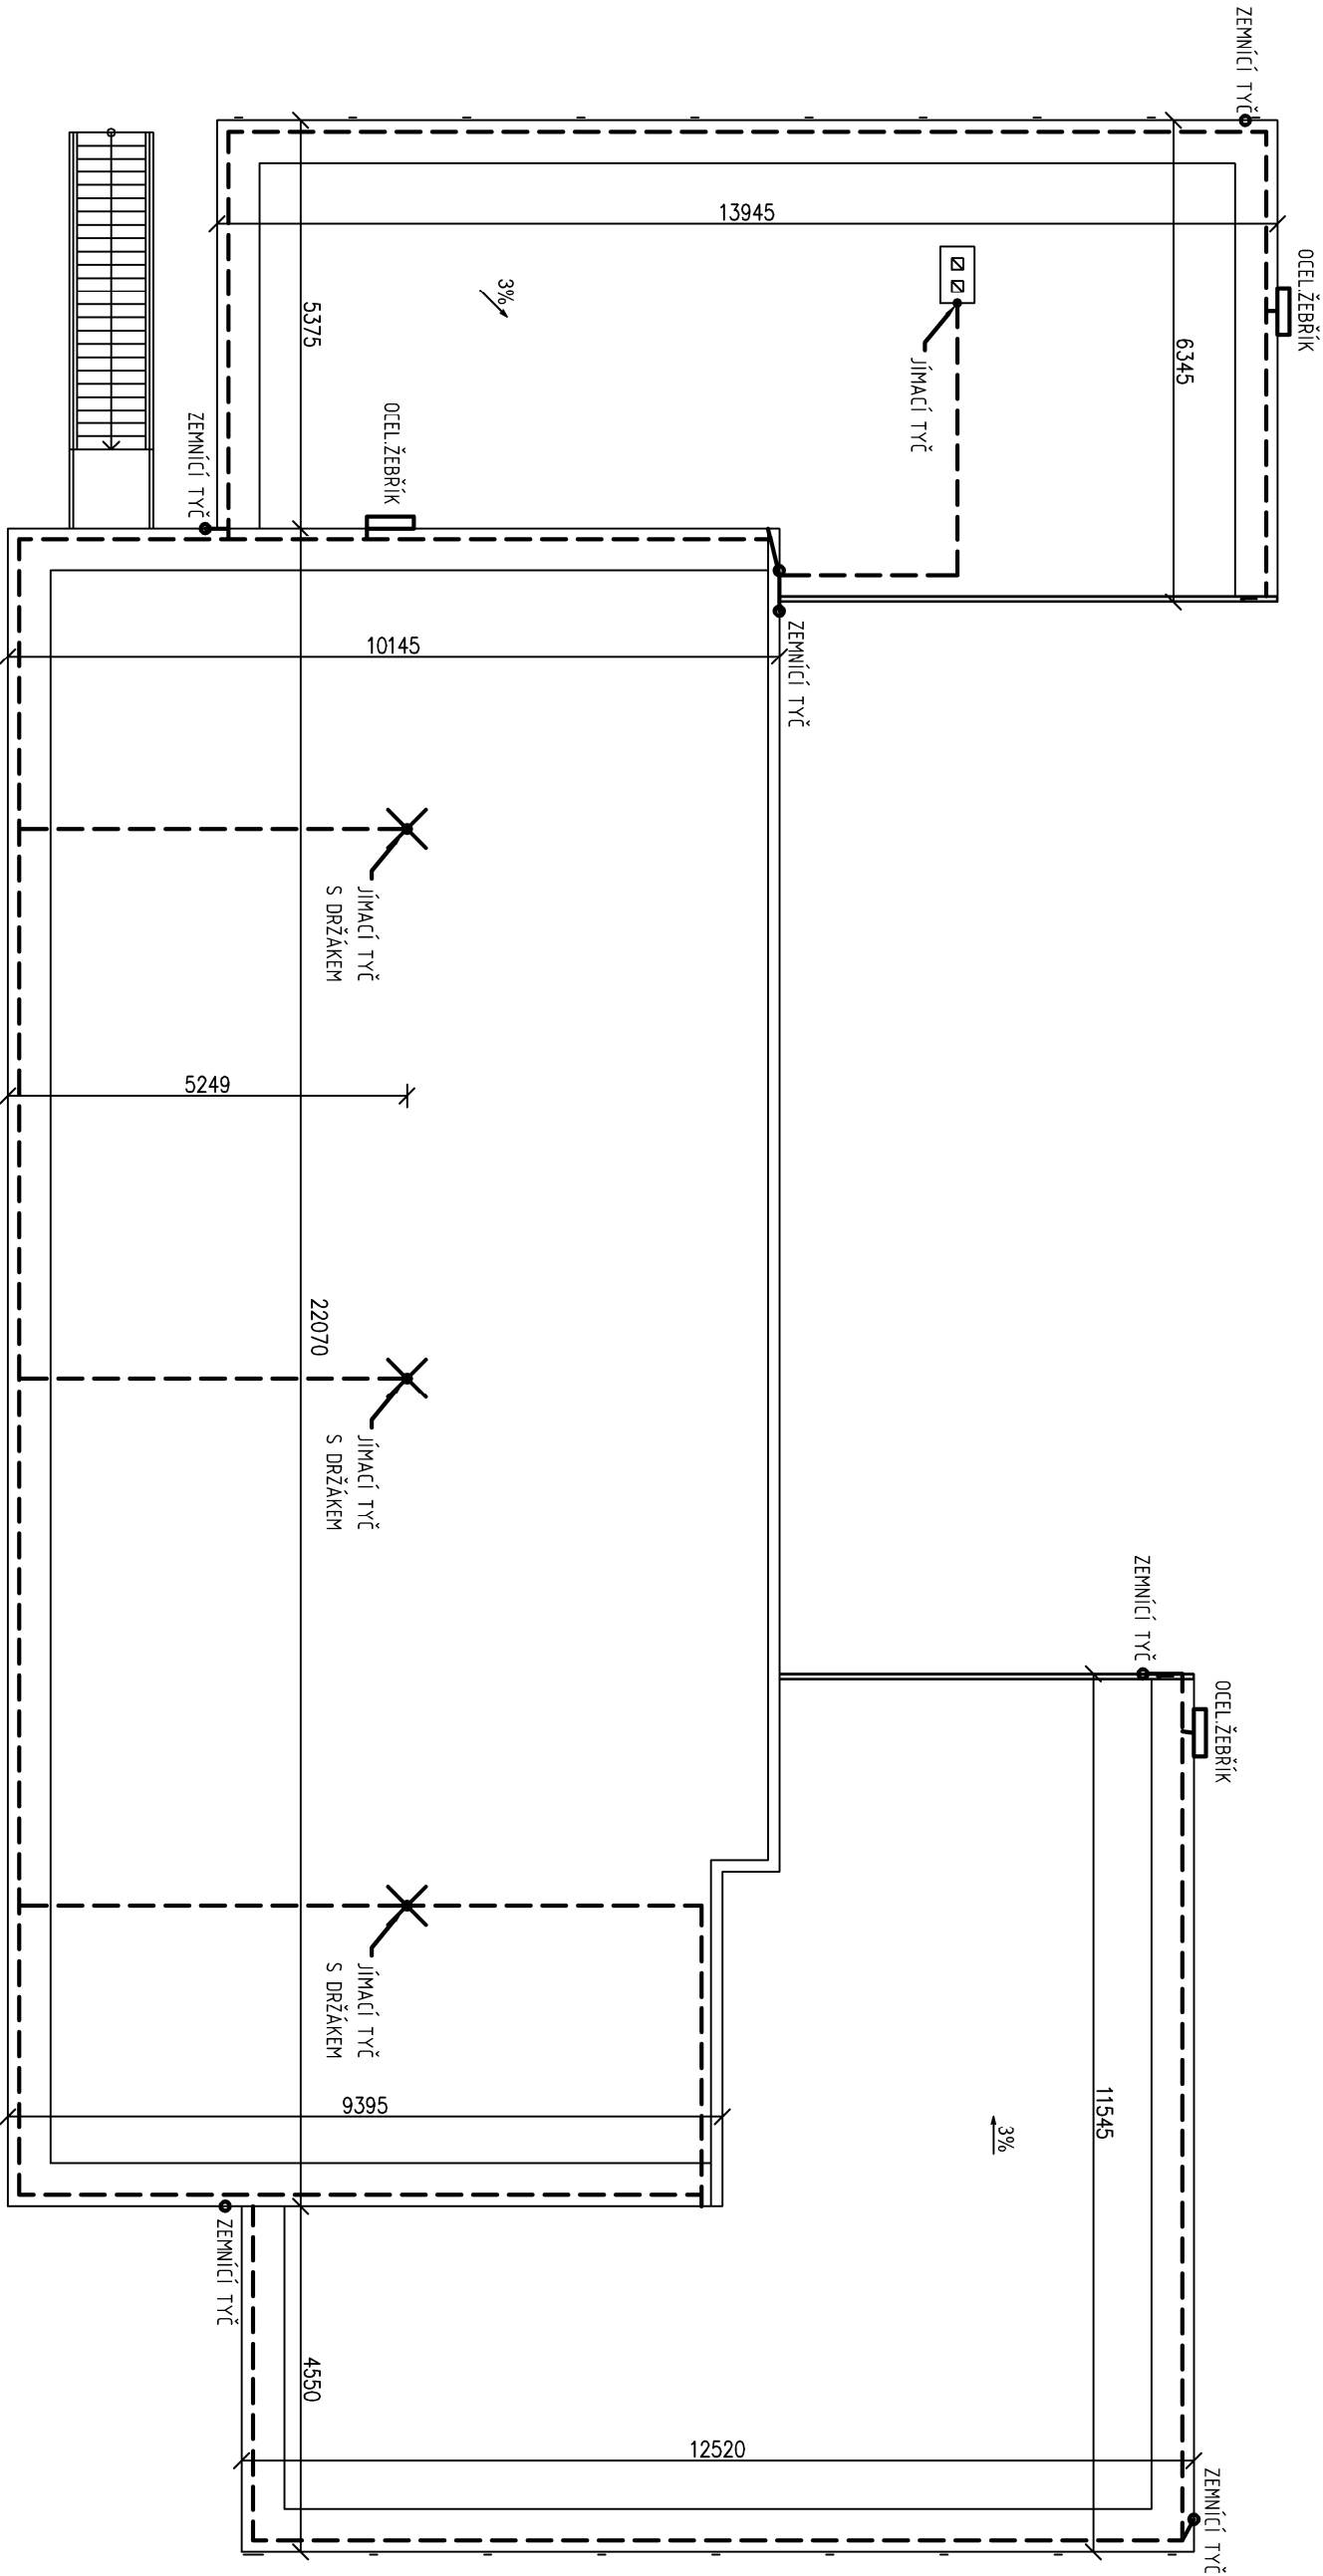 ZEMNÍCÍ TYČ
OCEL.ŽEBŘÍK
13945
6345
3%
5375
JÍMACÍ TYČ
OCEL.ŽEBŘÍK
ZEMNÍCÍ TYČ
ZEMNÍCÍ TYČ
10145
JÍMACÍ TYČ
S DRŽÁKEM
5249
22070
JÍMACÍ TYČ
S DRŽÁKEM
ZEMNÍCÍ TYČ
OCEL.ŽEBŘÍK
JÍMACÍ TYČ
S DRŽÁKEM
9395
11545
3%
ZEMNÍCÍ TYČ
4550
12520
ZEMNÍCÍ TYČ